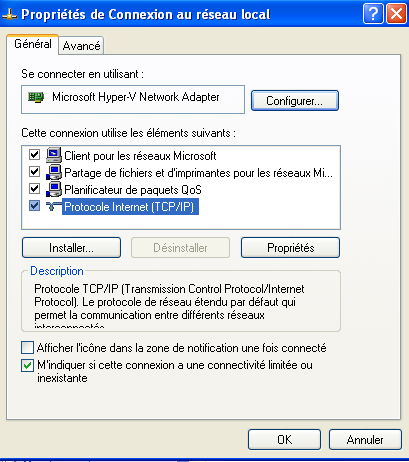 Propriétés de Connexion au réseau local
Général
Avancé
Se connecter en utilisant :
Microsoft Hyper-V Network Adapter
Configurer...
Cette connexion utilise les éléments suivants :
Client pour les réseaux Microsoft
Partage de fichiers et d'imprimantes pour les réseaux Mi...
Planificateur de paquets QoS
Protocole Internet (TCP/IP)
Installer...
Désinstaller
Propriétés
Description
Protocole TCP/IP (Transmission Control Protocol/Internet
Protocol). Le protocole de réseau étendu par défaut qui
permet la communication entre différents réseaux
interconnectés
Afficher l'icône dans la zone de notification une fois connecté
M'indiquer si cette connexion a une connectivité limitée ou
inexistante
OK
Annuler